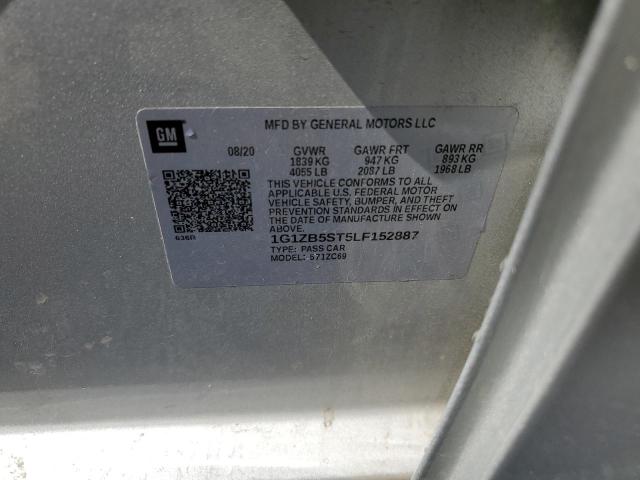 GM
MFD BY GENERAL MOTORS LLC
08/20 GVWR GAWR FRT GAWR RR
1839 KG 947 KG 893 KG
4055 LB 2087 LB 1968 LB
THIS VEHICLE CONFORMS TO ALL
APPLICABLE U.S. FEDERAL MOTOR
VEHICLE SAFETY, BUMPER, AND THEFT
PREVENTION STANDARDS IN EFFECT ON
THE DATE OF MANUFACTURE SHOWN
ABOVE.
1G1ZB5ST5LF152887
TYPE: PASS CAR
MODEL: